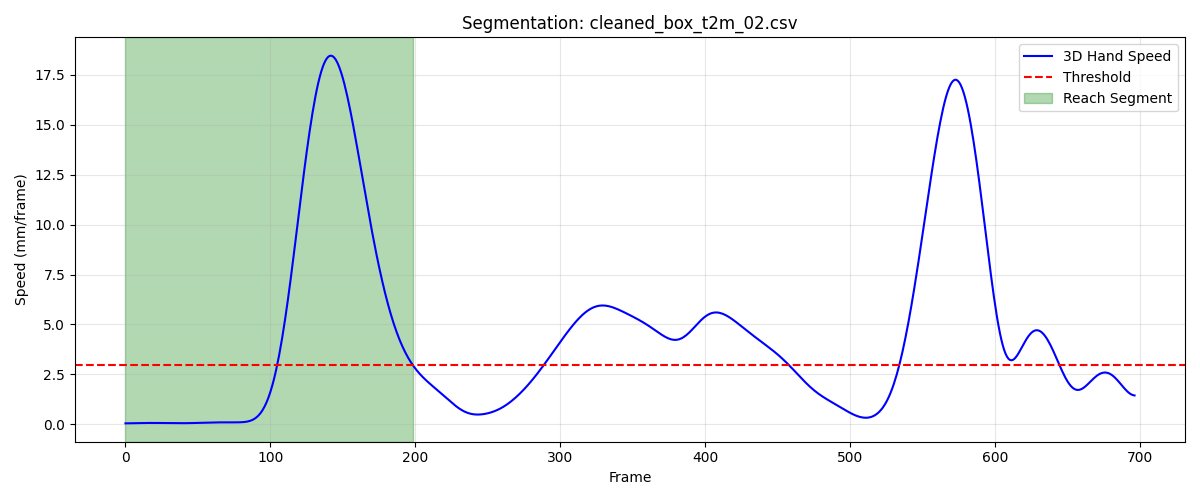 Segmentation: cleaned_box_t2m_02.csv
3D Hand Speed
Threshold
Reach Segment
Speed (mm/frame)
17.5
15.0
12.5
10.0
7.5
5.0
2.5
0.0
0 100 200 300 400 500 600 700
Frame